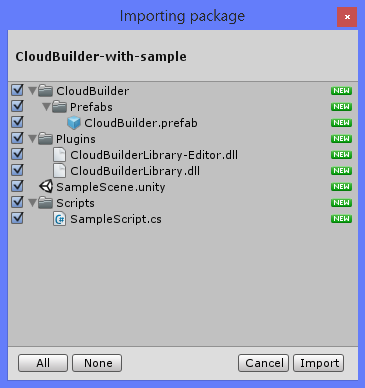 Importing package
CloudBuilder-with-sample
CloudBuilder NEW
Prefabs NEW
CloudBuilder.prefab NEW
Plugins NEW
CloudBuilderLibrary-Editor.dll NEW
CloudBuilderLibrary.dll NEW
SampleScene.unity NEW
Scripts NEW
SampleScript.cs NEW
All None Cancel Import